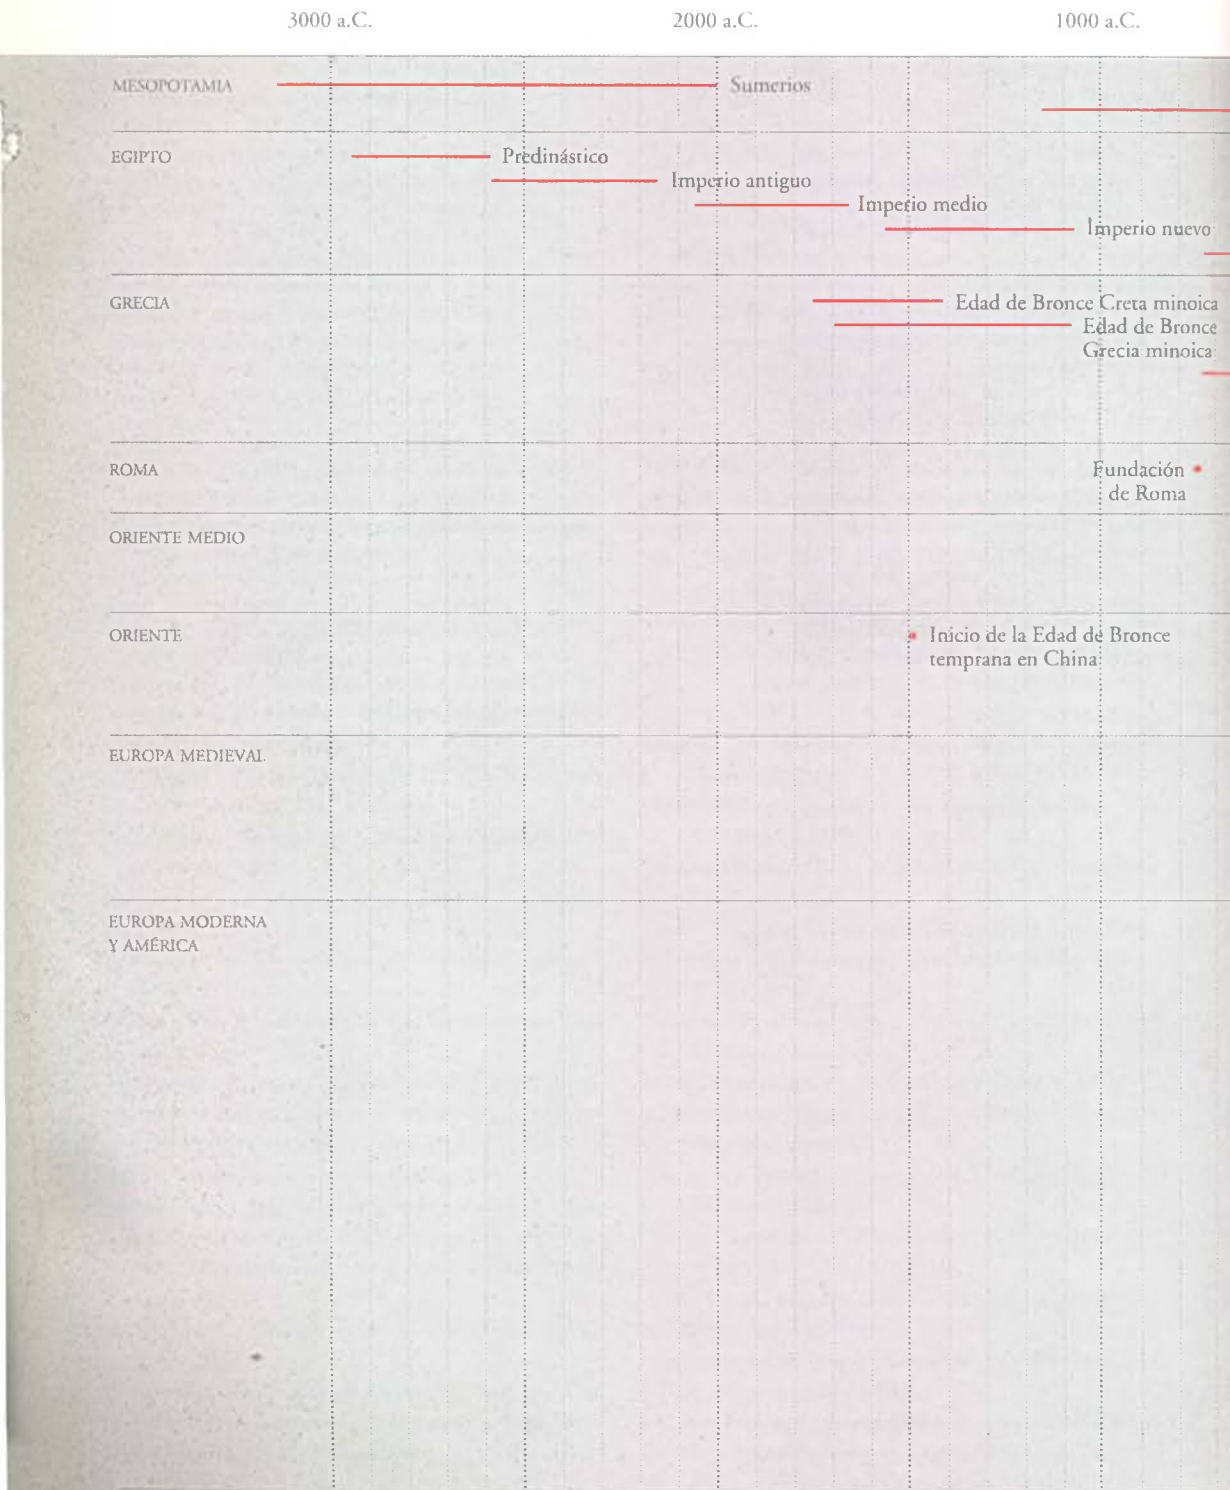 3000 a.C.
2000 a.C.
1000 a.C.
MESOPOTAMIA
Sumerios
EGIPTO
Predinástico
Imperio antiguo
Imperio medio
Imperio nuevo
GRECIA
Edad de Bronce Creta minoica
Edad de Bronce
Grecia minoica
ROMA
Fundación
de Roma
ORIENTE MEDIO
ORIENTE
Inicio de la Edad de Bronce
temprana en China
EUROPA MEDIEVAL
EUROPA MODERNA
Y AMÉRICA